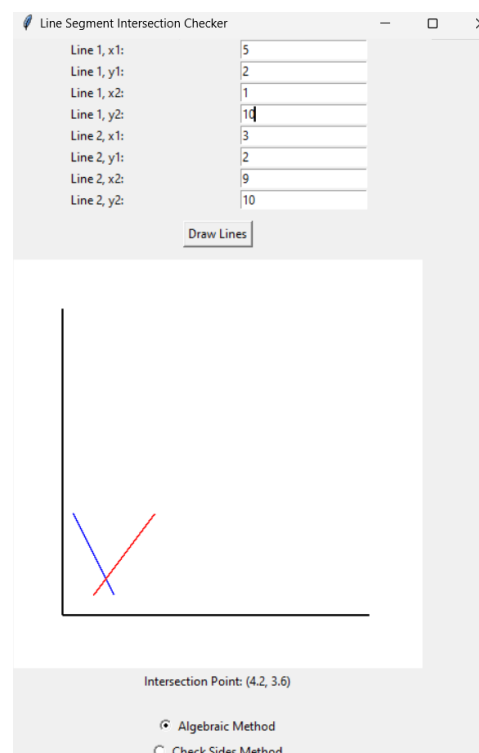 Line Segment Intersection Checker
Line 1, x1: 5
Line 1, y1: 2
Line 1, x2: 1
Line 1, y2: 10
Line 2, x1: 3
Line 2, y1: 2
Line 2, x2: 9
Line 2, y2: 10
Draw Lines
Intersection Point: (4.2, 3.6)
Algebraic Method
Check Sides Method